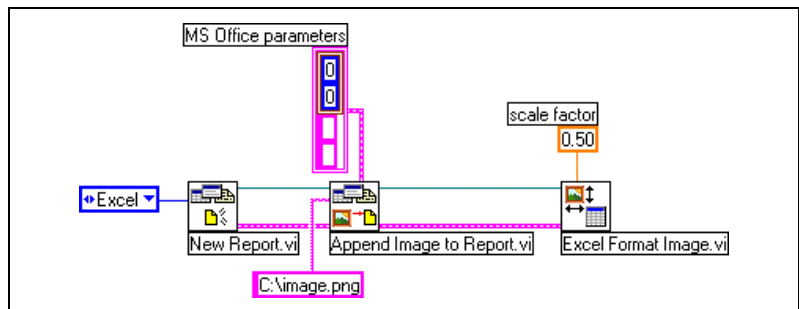 MS Office parameters
0
0
scale factor
0.50
Excel
New Report.vi
Append Image to Report.vi
Excel Format Image.vi
C:\image.png